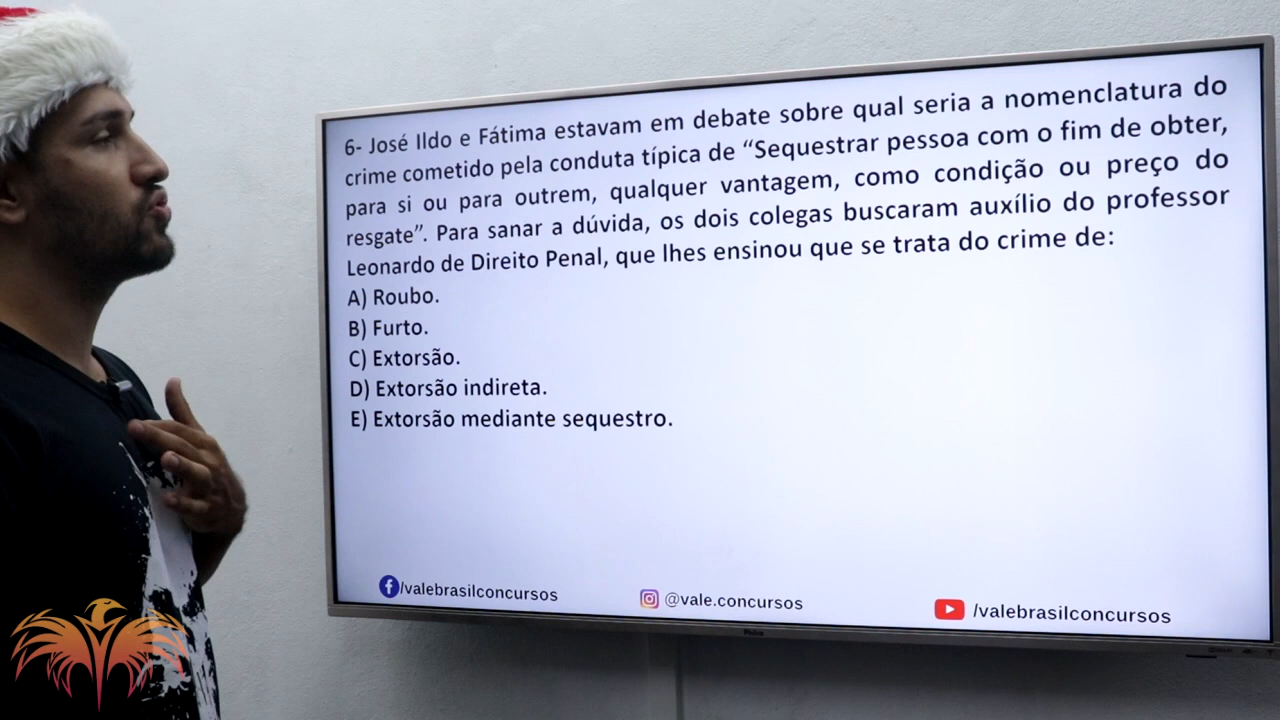 6- José Ildo e Fátima estavam em debate sobre qual seria a nomenclatura do
crime cometido pela conduta típica de “Sequestrar pessoa com o fim de obter,
para si ou para outrem, qualquer vantagem, como condição ou preço do
resgate”. Para sanar a dúvida, os dois colegas buscaram auxílio do professor
Leonardo de Direito Penal, que lhes ensinou que se trata do crime de:
A) Roubo.
B) Furto.
C) Extorsão.
D) Extorsão indireta.
E) Extorsão mediante sequestro.
/valebrasilconcursos
@vale.concursos
/valebrasilconcursos
Philco